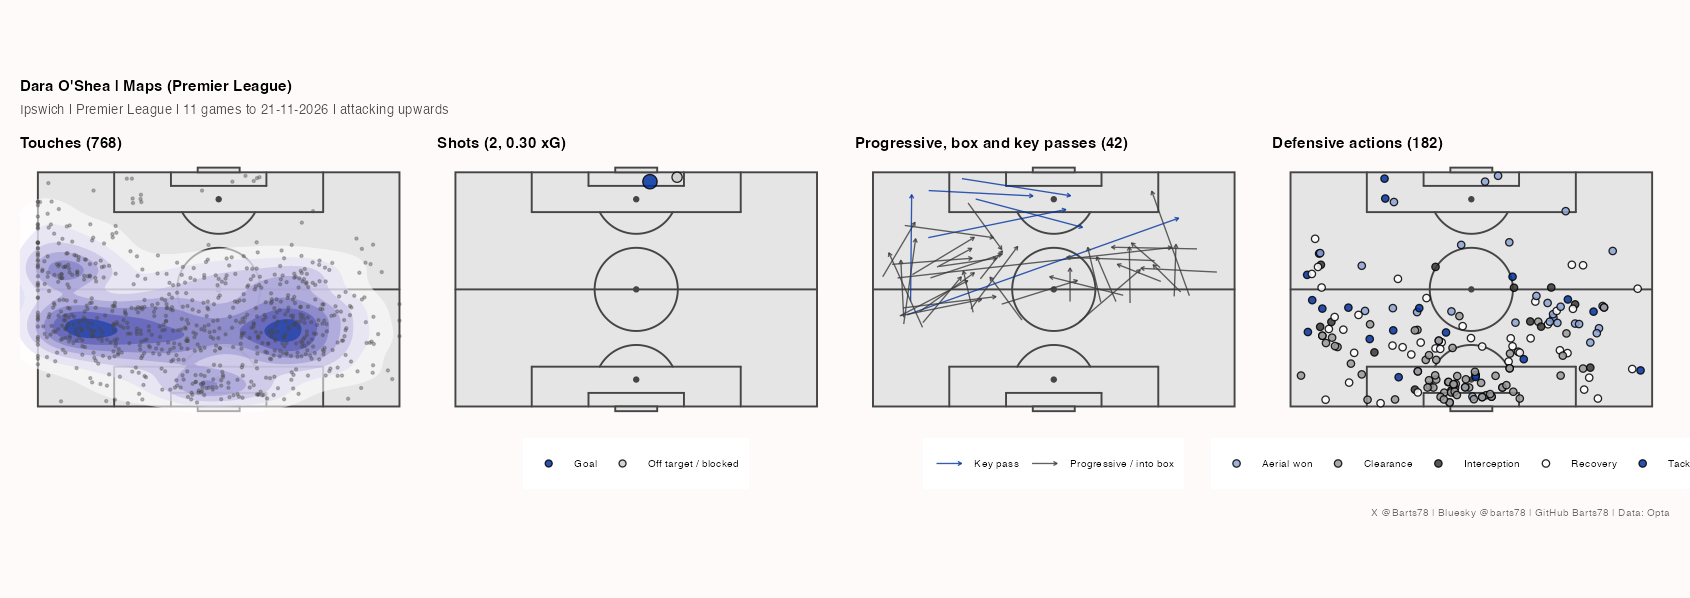 Dara O'Shea | Maps (Premier League)
Ipswich | Premier League | 11 games to 21-11-2026 | attacking upwards
Touches (768)
Shots (2, 0.30 xG)
Progressive, box and key passes (42)
Defensive actions (182)
Goal
Off target / blocked
Key pass
Progressive / into box
Aerial won
Clearance
Interception
Recovery
Tack
X @Barts78 | Bluesky @barts78 | GitHub Barts78 | Data: Opta